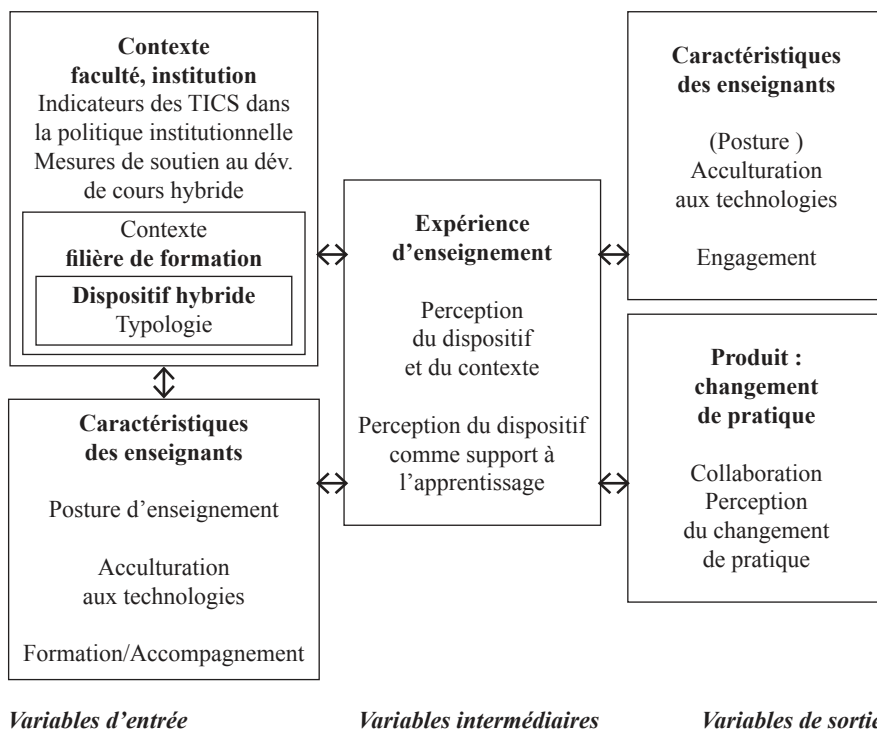 Contexte
faculté, institution
Indicateurs des TICS dans
la politique institutionnelle
Mesures de soutien au dév.
de cours hybride
Contexte
filière de formation
Dispositif hybride
Typologie
Caractéristiques
des enseignants
Posture d’enseignement
Acculturation
aux technologies
Formation/Accompagnement
Expérience
d’enseignement
Perception
du dispositif
et du contexte
Perception du dispositif
comme support à
l’apprentissage
Caractéristiques
des enseignants
(Posture )
Acculturation
aux technologies
Engagement
Produit :
changement
de pratique
Collaboration
Perception
du changement
de pratique
Variables d’entrée
Variables intermédiaires
Variables de sortie